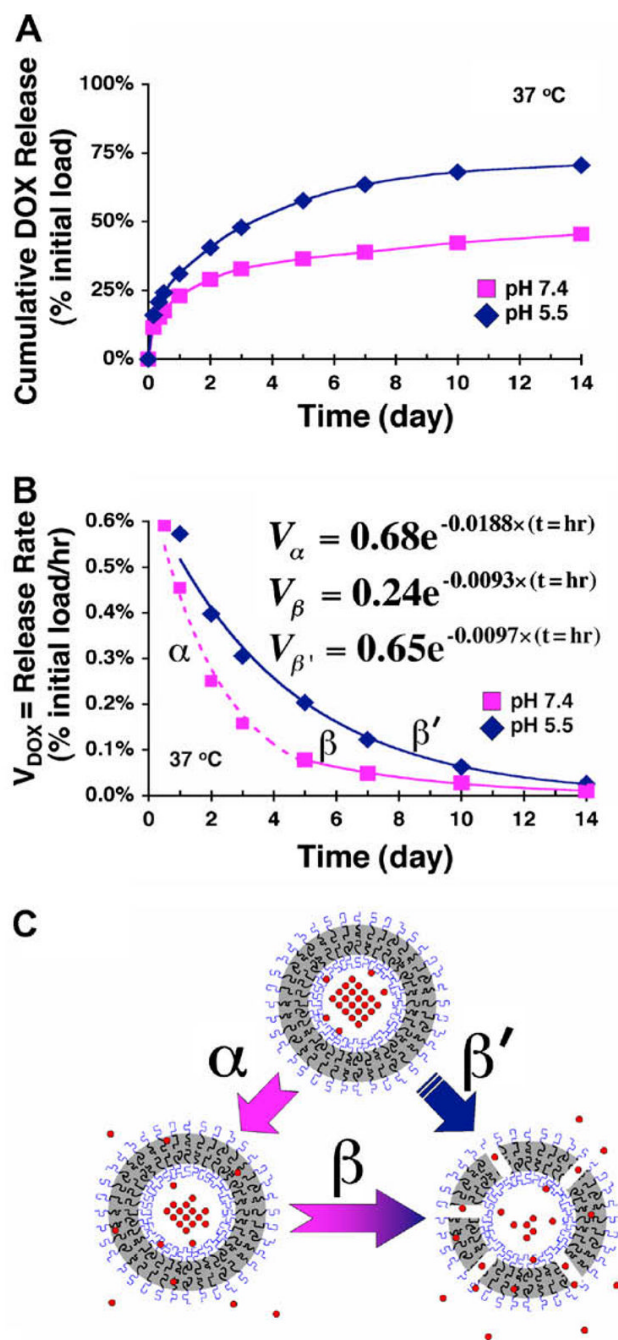 A
100%
37 °C
75%
50%
25%
0%
Cumulative DOX Release
(% initial load)
pH 7.4
pH 5.5
0 2 4 6 8 10 12 14
Time (day)
B
0.6%
0.5%
0.4%
0.3%
0.2%
0.1%
0.0%
V_DOX = Release Rate
(% initial load/hr)
V_α = 0.68e^-0.0188×(t=hr)
V_β = 0.24e^-0.0093×(t=hr)
V_β' = 0.65e^-0.0097×(t=hr)
α
pH 7.4
pH 5.5
β
β′
37 °C
0 2 4 6 8 10 12 14
Time (day)
C
α
β′
β